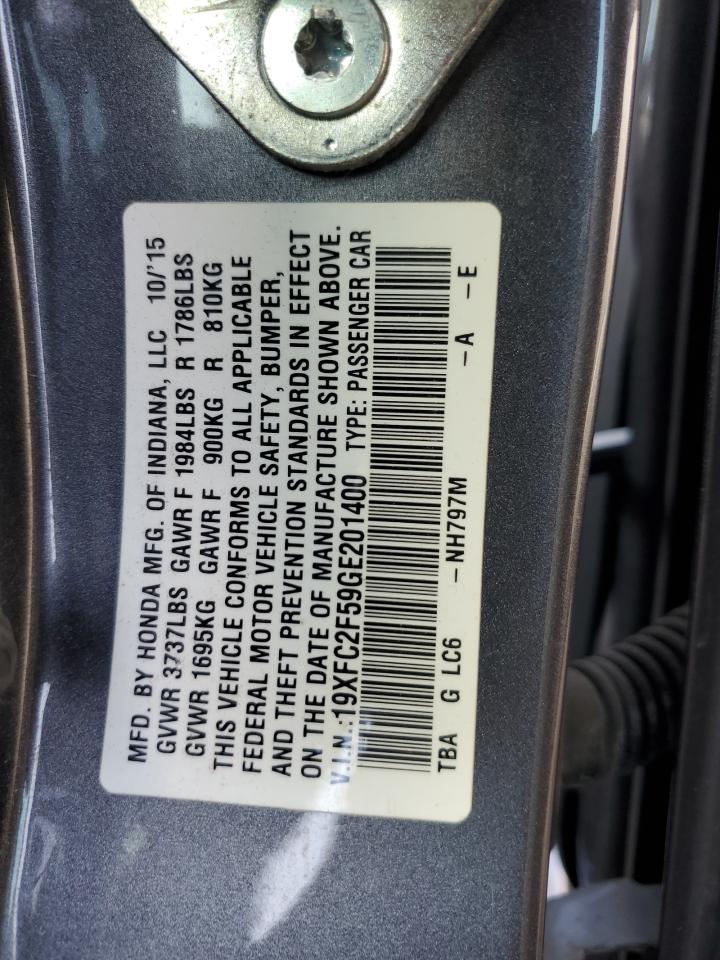 MFD. BY HONDA MFG. OF INDIANA, LLC 10/'15
GVWR 3737LBS GAWR F 1984LBS R 1786LBS
GVWR 1695KG GAWR F 900KG R 810KG
THIS VEHICLE CONFORMS TO ALL APPLICABLE
FEDERAL MOTOR VEHICLE SAFETY, BUMPER,
AND THEFT PREVENTION STANDARDS IN EFFECT
ON THE DATE OF MANUFACTURE SHOWN ABOVE.
V.I.N.:19XFC2F59GE201400 TYPE: PASSENGER CAR
TBA G LC6 –NH797M –A –E